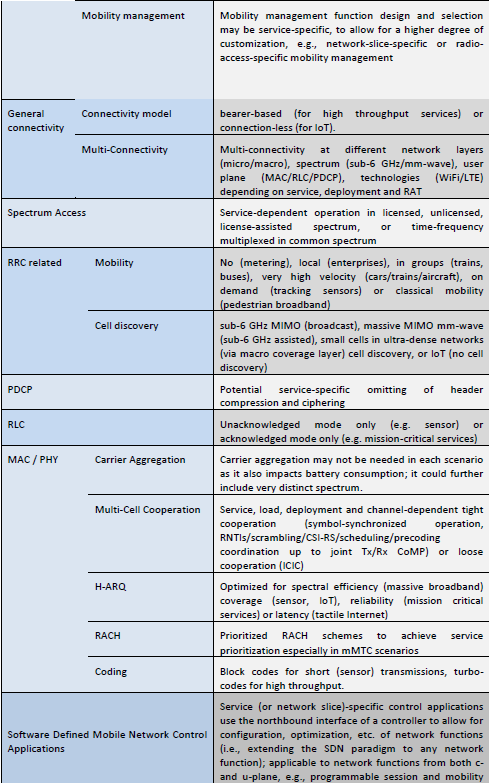 Mobility management
Mobility management function design and selection
may be service-specific, to allow for a higher degree of
customization, e.g., network-slice-specific or radio-
access-specific mobility management
General
connectivity
Connectivity model
bearer-based (for high throughput services) or
connection-less (for IoT).
Multi-Connectivity
Multi-connectivity at different network layers
(micro/macro), spectrum (sub-6 GHz/mm-wave), user
plane (MAC/RLC/PDCP), technologies (WiFi/LTE)
depending on service, deployment and RAT
Spectrum Access
Service-dependent operation in licensed, unlicensed,
license-assisted spectrum, or time-frequency
multiplexed in common spectrum
RRC related
Mobility
No (metering), local (enterprises), in groups (trains,
buses), very high velocity (cars/trains/aircraft), on
demand (tracking sensors) or classical mobility
(pedestrian broadband)
Cell discovery
sub-6 GHz MIMO (broadcast), massive MIMO mm-wave
(sub-6 GHz assisted), small cells in ultra-dense networks
(via macro coverage layer) cell discovery, or IoT (no cell
discovery)
PDCP
Potential service-specific omitting of header
compression and ciphering
RLC
Unacknowledged mode only (e.g. sensor) or
acknowledged mode only (e.g. mission-critical services)
MAC / PHY
Carrier Aggregation
Carrier aggregation may not be needed in each scenario
as it also impacts battery consumption; it could further
include very distinct spectrum.
Multi-Cell Cooperation
Service, load, deployment and channel-dependent tight
cooperation (symbol-synchronized operation,
RNTIs/scrambling/CSI-RS/scheduling/precoding
coordination up to joint Tx/Rx CoMP) or loose
cooperation (ICIC)
H-ARQ
Optimized for spectral efficiency (massive broadband)
coverage (sensor, IoT), reliability (mission critical
services) or latency (tactile Internet)
RACH
Prioritized RACH schemes to achieve service
prioritization especially in mMTC scenarios
Coding
Block codes for short (sensor) transmissions, turbo-
codes for high throughput.
Software Defined Mobile Network Control
Applications
Service (or network slice)-specific control applications
use the northbound interface of a controller to allow for
configuration, optimization, etc. of network functions
(i.e., extending the SDN paradigm to any network
function); applicable to network functions from both c-
and u-plane, e.g., programmable session and mobility